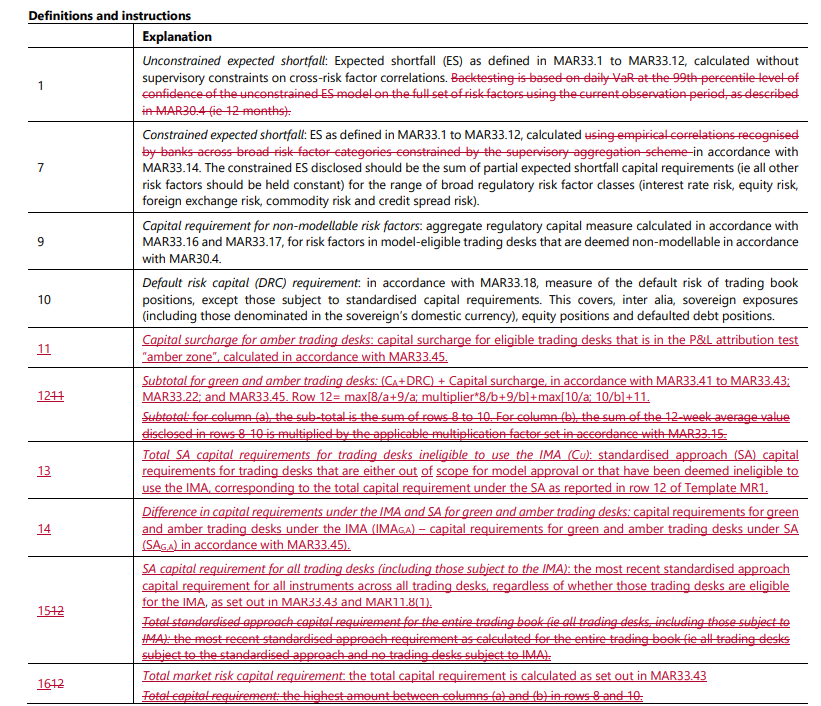 Definitions and instructions
Explanation
1
Unconstrained expected shortfall: Expected shortfall (ES) as defined in MAR33.1 to MAR33.12, calculated without
supervisory constraints on cross-risk factor correlations. Backtesting is based on daily VaR at the 99th percentile level of
confidence of the unconstrained ES model on the full set of risk factors using the current observation period, as described
in MAR30.4 (ie 12 months).
7
Constrained expected shortfall: ES as defined in MAR33.1 to MAR33.12, calculated using empirical correlations recognised
by banks across broad risk factor categories constrained by the supervisory aggregation scheme in accordance with
MAR33.14. The constrained ES disclosed should be the sum of partial expected shortfall capital requirements (ie all other
risk factors should be held constant) for the range of broad regulatory risk factor classes (interest rate risk, equity risk,
foreign exchange risk, commodity risk and credit spread risk).
9
Capital requirement for non-modellable risk factors: aggregate regulatory capital measure calculated in accordance with
MAR33.16 and MAR33.17, for risk factors in model-eligible trading desks that are deemed non-modellable in accordance
with MAR30.4.
10
Default risk capital (DRC) requirement: in accordance with MAR33.18, measure of the default risk of trading book
positions, except those subject to standardised capital requirements. This covers, inter alia, sovereign exposures
(including those denominated in the sovereign's domestic currency), equity positions and defaulted debt positions.
11
Capital surcharge for amber trading desks: capital surcharge for eligible trading desks that is in the P&L attribution test
"amber zone", calculated in accordance with MAR33.45.
1211
Subtotal for green and amber trading desks: (CA+DRC) + Capital surcharge, in accordance with MAR33.41 to MAR33.43;
MAR33.22; and MAR33.45. Row 12= max[8/a+9/a; multiplier*8/b+9/b]+max[10/a; 10/b]+11.
Subtotal: for column (a), the sub-total is the sum of rows 8 to 10. For column (b), the sum of the 12-week average value
disclosed in rows 8-10 is multiplied by the applicable multiplication factor set in accordance with MAR33.15.
13
Total SA capital requirements for trading desks ineligible to use the IMA (CU): standardised approach (SA) capital
requirements for trading desks that are either out of scope for model approval or that have been deemed ineligible to
use the IMA, corresponding to the total capital requirement under the SA as reported in row 12 of Template MR1.
14
Difference in capital requirements under the IMA and SA for green and amber trading desks: capital requirements for green
and amber trading desks under the IMA (IMAG,A) – capital requirements for green and amber trading desks under SA
(SAG,A) in accordance with MAR33.45).
1512
SA capital requirement for all trading desks (including those subject to the IMA): the most recent standardised approach
capital requirement for all instruments across all trading desks, regardless of whether those trading desks are eligible
for the IMA, as set out in MAR33.43 and MAR11.8(1).
Total standardised approach capital requirement for the entire trading book (ie all trading desks, including those subject to
IMA): the most recent standardised approach requirement as calculated for the entire trading book (ie all trading desks
subject to the standardised approach and no trading desks subject to IMA).
1612
Total market risk capital requirement: the total capital requirement is calculated as set out in MAR33.43
Total capital requirement: the highest amount between columns (a) and (b) in rows 8 and 10.